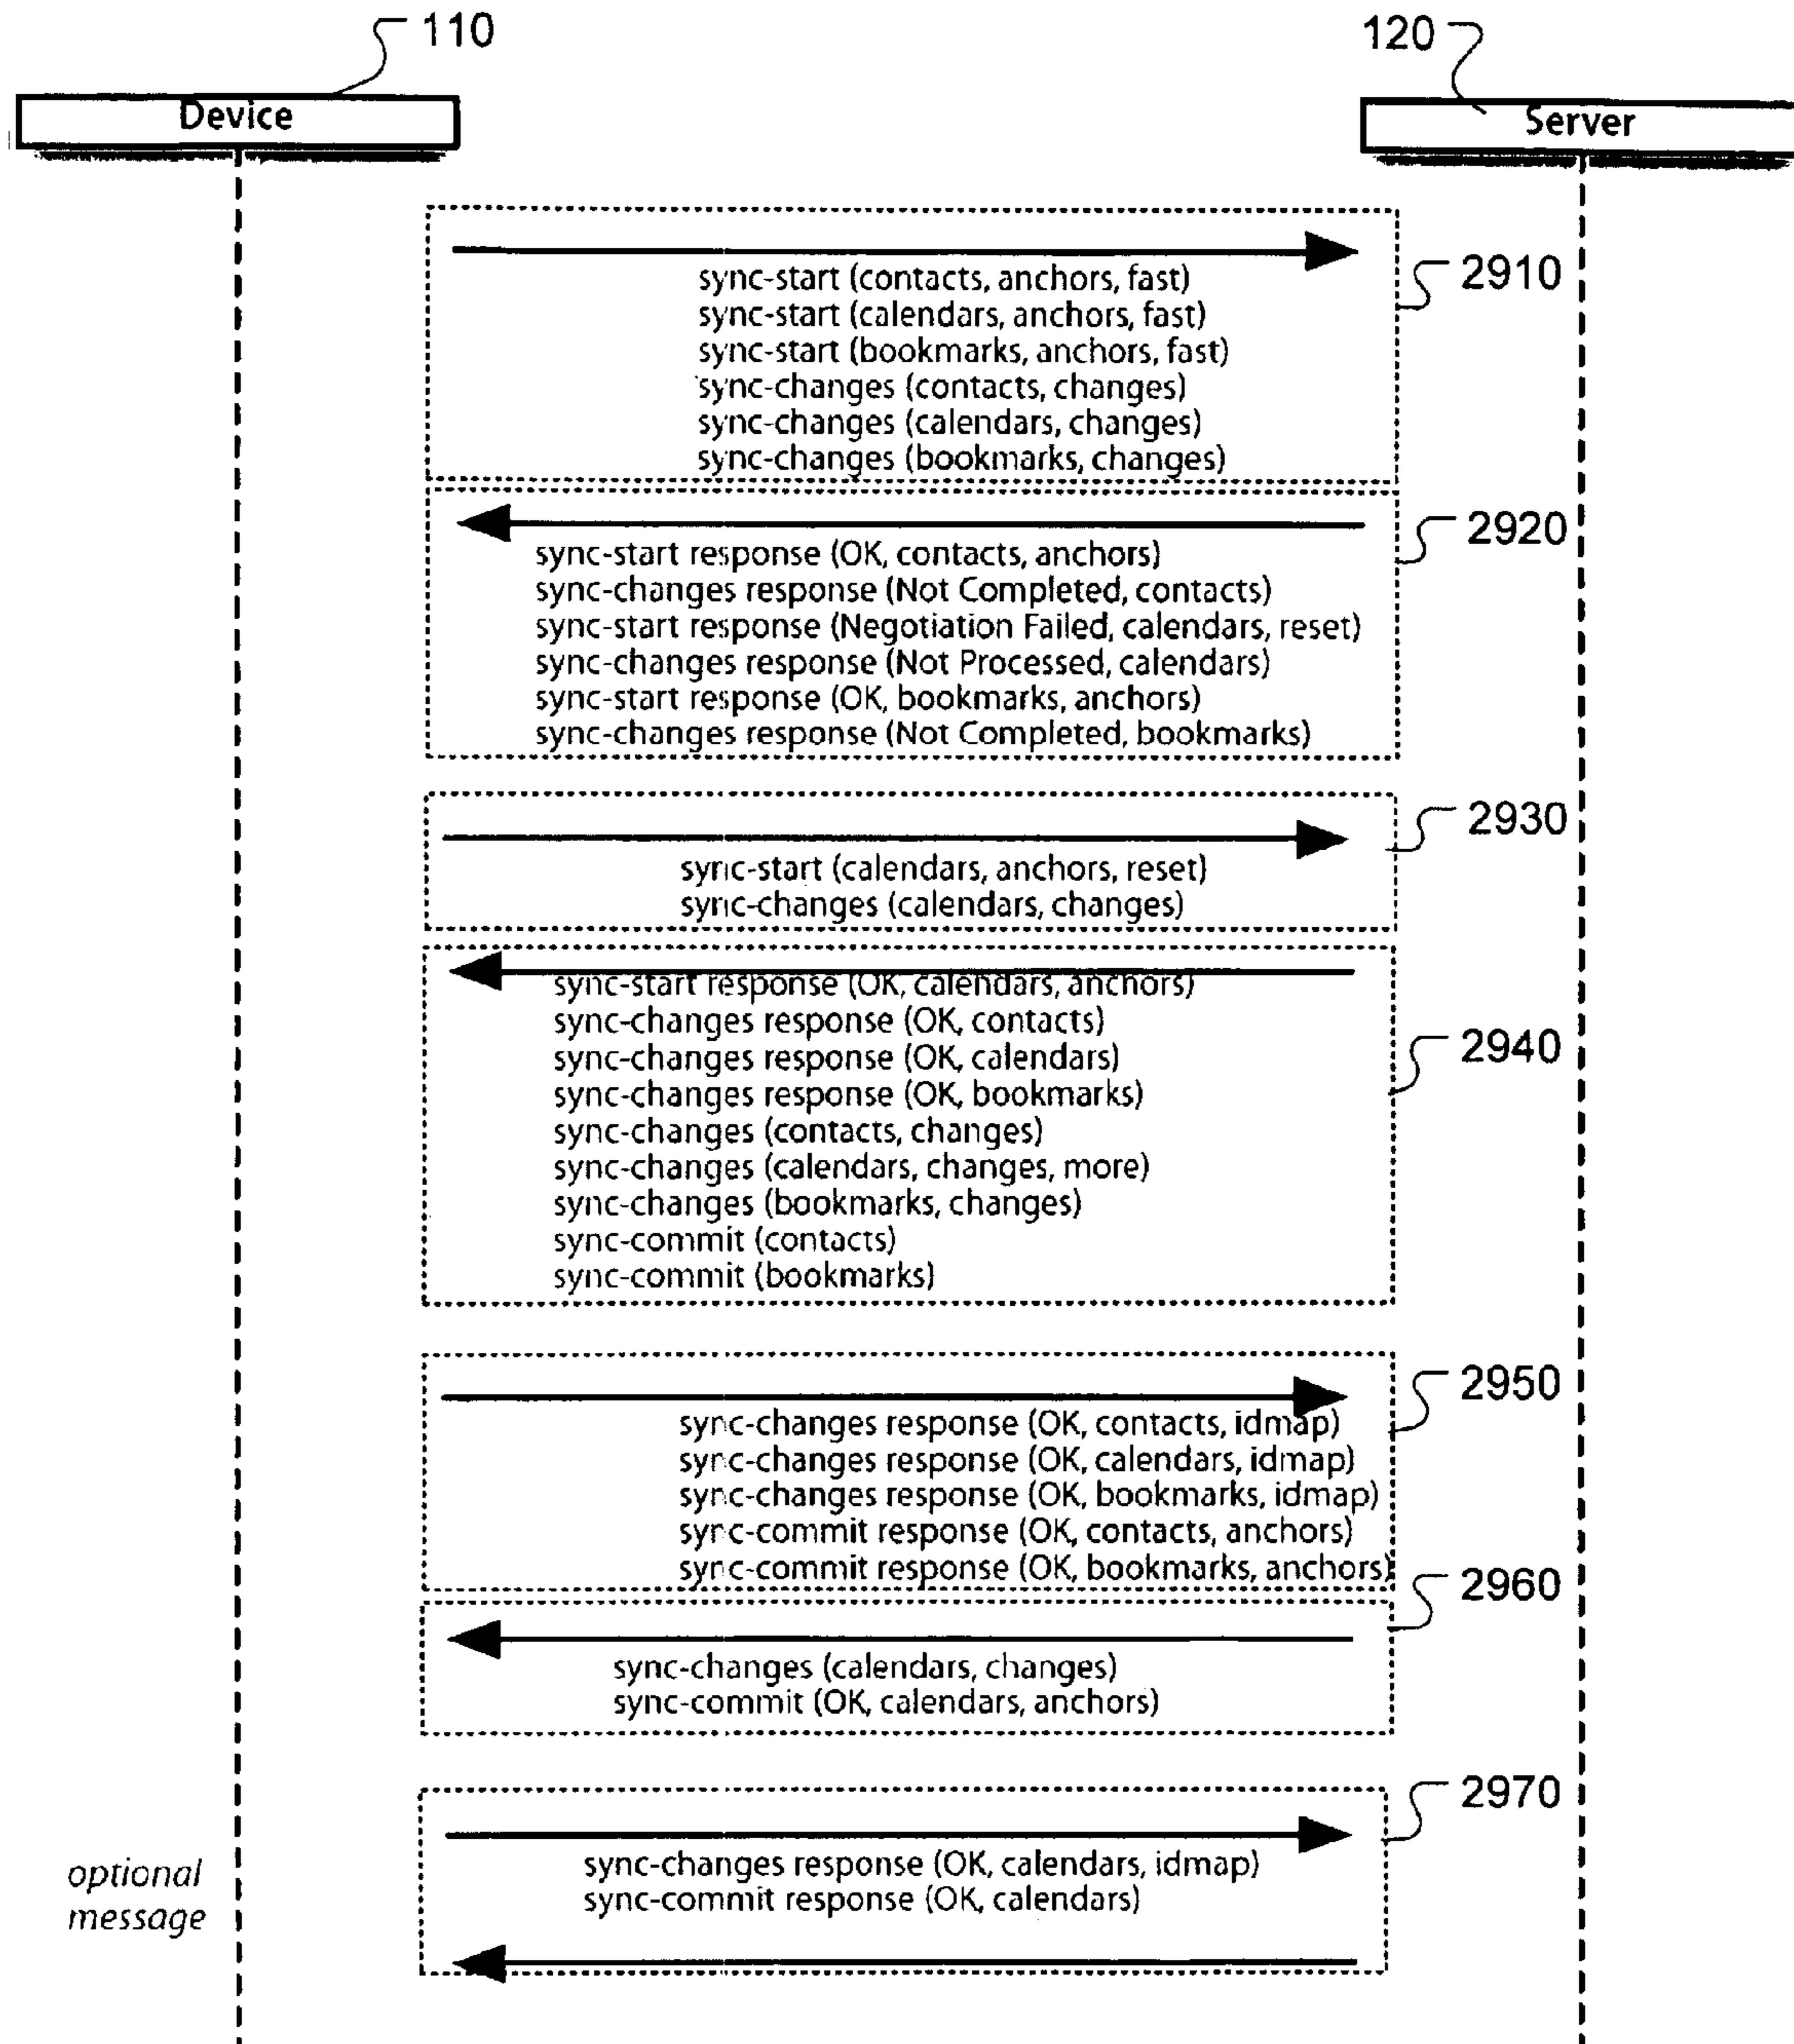 110
120
Device
Server
sync-start (contacts, anchors, fast)
sync-start (calendars, anchors, fast)
sync-start (bookmarks, anchors, fast)
sync-changes (contacts, changes)
sync-changes (calendars, changes)
sync-changes (bookmarks, changes)
2910
sync-start response (OK, contacts, anchors)
sync-changes response (Not Completed, contacts)
sync-start response (Negotiation Failed, calendars, reset)
sync-changes response (Not Processed, calendars)
sync-start response (OK, bookmarks, anchors)
sync-changes response (Not Completed, bookmarks)
2920
sync-start (calendars, anchors, reset)
sync-changes (calendars, changes)
2930
sync-start response (OK, calendars, anchors)
sync-changes response (OK, contacts)
sync-changes response (OK, calendars)
sync-changes response (OK, bookmarks)
sync-changes (contacts, changes)
sync-changes (calendars, changes, more)
sync-changes (bookmarks, changes)
sync-commit (contacts)
sync-commit (bookmarks)
2940
sync-changes response (OK, contacts, idmap)
sync-changes response (OK, calendars, idmap)
sync-changes response (OK, bookmarks, idmap)
sync-commit response (OK, contacts, anchors)
sync-commit response (OK, bookmarks, anchors)
2950
sync-changes (calendars, changes)
sync-commit (OK, calendars, anchors)
2960
sync-changes response (OK, calendars, idmap)
sync-commit response (OK, calendars)
2970
optional
message